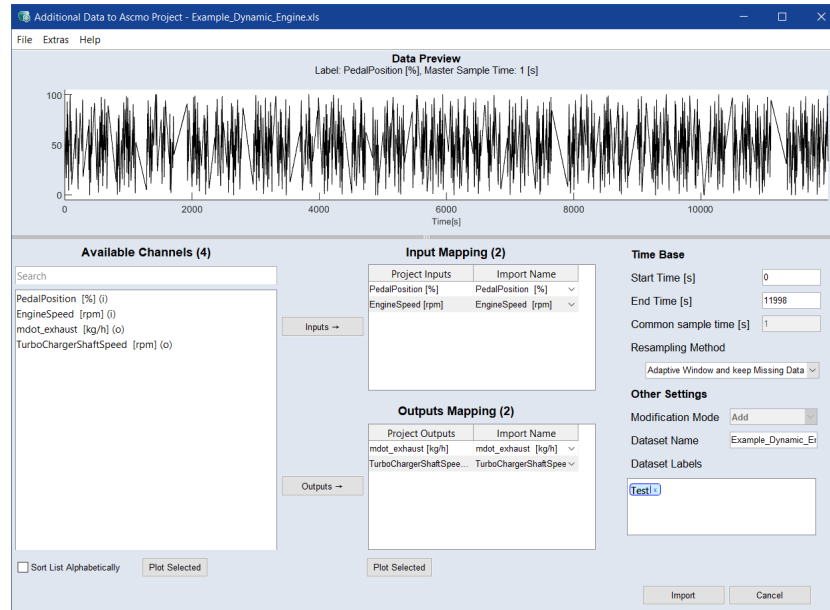 Additional Data to Ascmo Project - Example_Dynamic_Engine.xls
File Extras Help
Data Preview
Label: PedalPosition [%], Master Sample Time: 1 [s]
100
50
0
0 2000 4000 6000 8000 10000
Time[s]
Available Channels (4)
Search
PedalPosition [%] (i)
EngineSpeed [rpm] (i)
mdot_exhaust [kg/h] (o)
TurboChargerShaftSpeed [rpm] (o)
Sort List Alphabetically
Plot Selected
Inputs →
Outputs →
Input Mapping (2)
Project Inputs Import Name
PedalPosition [%] PedalPosition [%]
EngineSpeed [rpm] EngineSpeed [rpm]
Outputs Mapping (2)
Project Outputs Import Name
mdot_exhaust [kg/h] mdot_exhaust [kg/h]
TurboChargerShaftSpee... TurboChargerShaftSpee
Plot Selected
Time Base
Start Time [s] 0
End Time [s] 11998
Common sample time [s] 1
Resampling Method
Adaptive Window and keep Missing Data
Other Settings
Modification Mode Add
Dataset Name Example_Dynamic_Er
Dataset Labels
Test x
Import Cancel